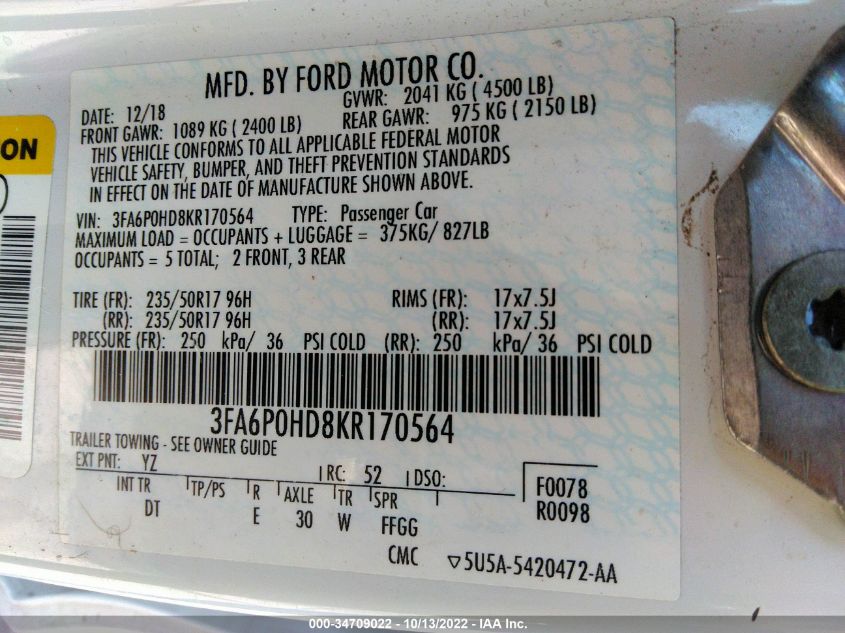 MFD. BY FORD MOTOR CO.
DATE: 12/18 GVWR: 2041 KG ( 4500 LB)
FRONT GAWR: 1089 KG ( 2400 LB) REAR GAWR: 975 KG ( 2150 LB)
THIS VEHICLE CONFORMS TO ALL APPLICABLE FEDERAL MOTOR
VEHICLE SAFETY, BUMPER, AND THEFT PREVENTION STANDARDS
IN EFFECT ON THE DATE OF MANUFACTURE SHOWN ABOVE.
VIN: 3FA6P0HD8KR170564 TYPE: Passenger Car
MAXIMUM LOAD = OCCUPANTS + LUGGAGE = 375KG/ 827LB
OCCUPANTS = 5 TOTAL; 2 FRONT, 3 REAR
TIRE (FR): 235/50R17 96H RIMS (FR): 17x7.5J
(RR): 235/50R17 96H (RR): 17x7.5J
PRESSURE (FR): 250 kPa/ 36 PSI COLD (RR): 250 kPa/ 36 PSI COLD
3FA6P0HD8KR170564
TRAILER TOWING - SEE OWNER GUIDE
EXT PNT: YZ RC: 52 DSO:
INT TR TP/PS R AXLE TR SPR F0078
DT E 30 W FFGG R0098
CMC ▽5U5A-5420472-AA
ON
000-34709022 - 10/13/2022 - IAA Inc.